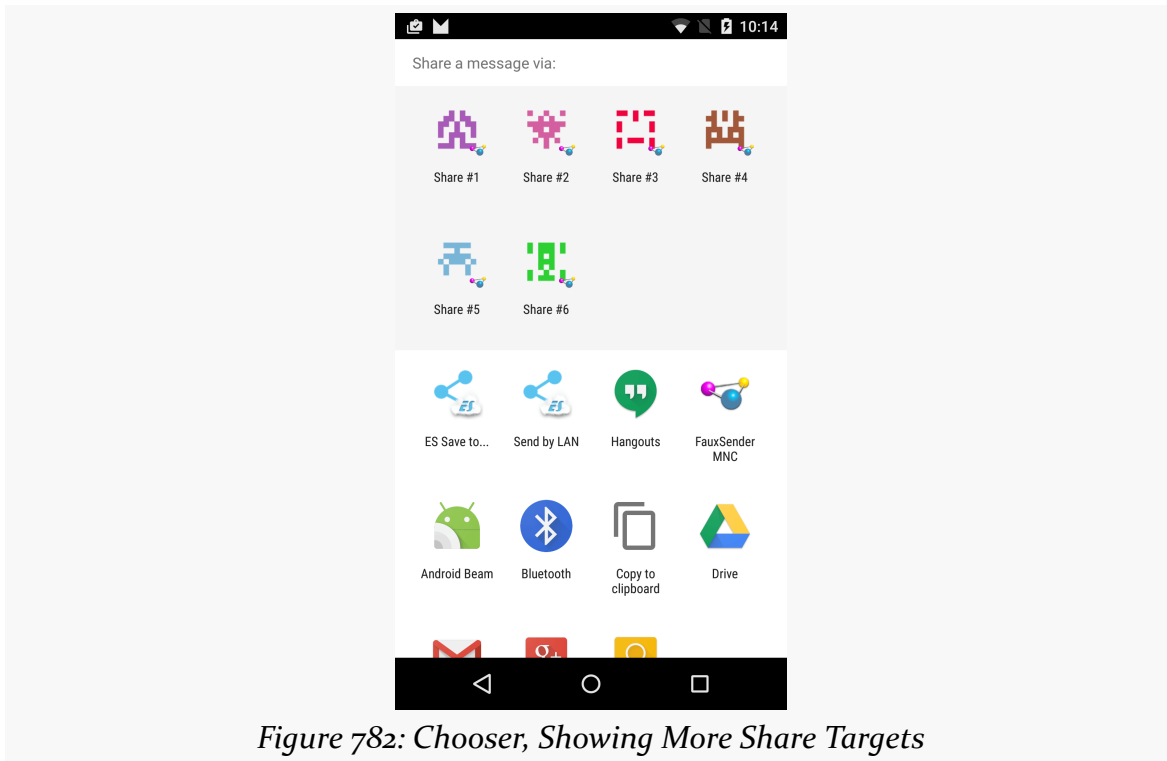 10:14
Share a message via:
Share #1 Share #2 Share #3 Share #4
Share #5 Share #6
ES ES
ES Save to... Send by LAN Hangouts FauxSender
MNC
Android Beam Bluetooth Copy to Drive
clipboard
g+
Figure 782: Chooser, Showing More Share Targets